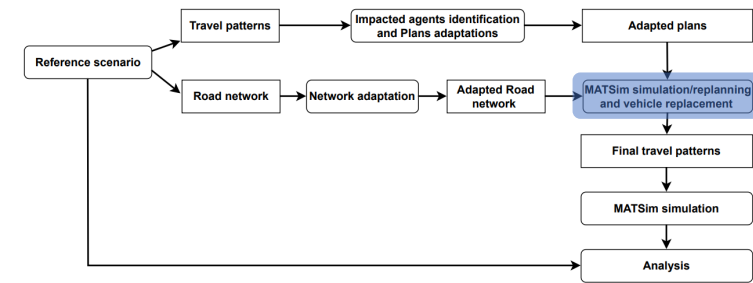 Travel patterns
Impacted agents identification
and Plans adaptations
Adapted plans
Reference scenario
Road network
Network adaptation
Adapted Road
network
MATSim simulation/replanning
and vehicle replacement
Final travel patterns
MATSim simulation
Analysis